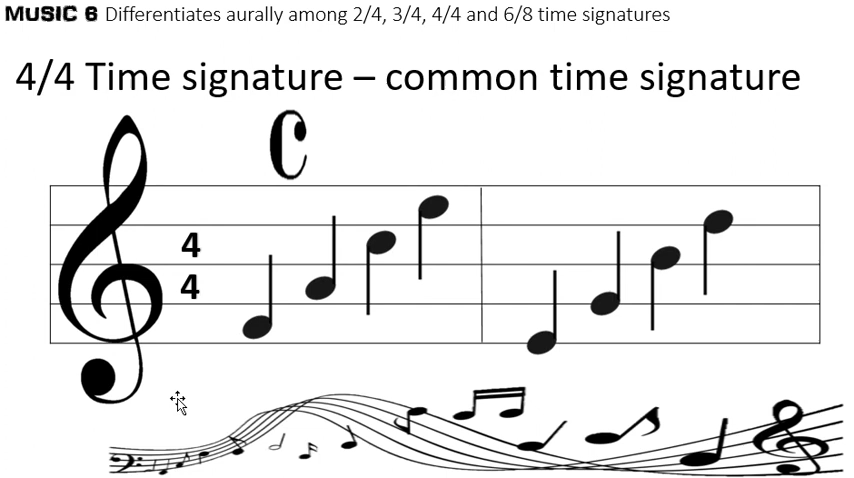 MUSIC 6 Differentiates aurally among 2/4, 3/4, 4/4 and 6/8 time signatures
4/4 Time signature – common time signature
4
4